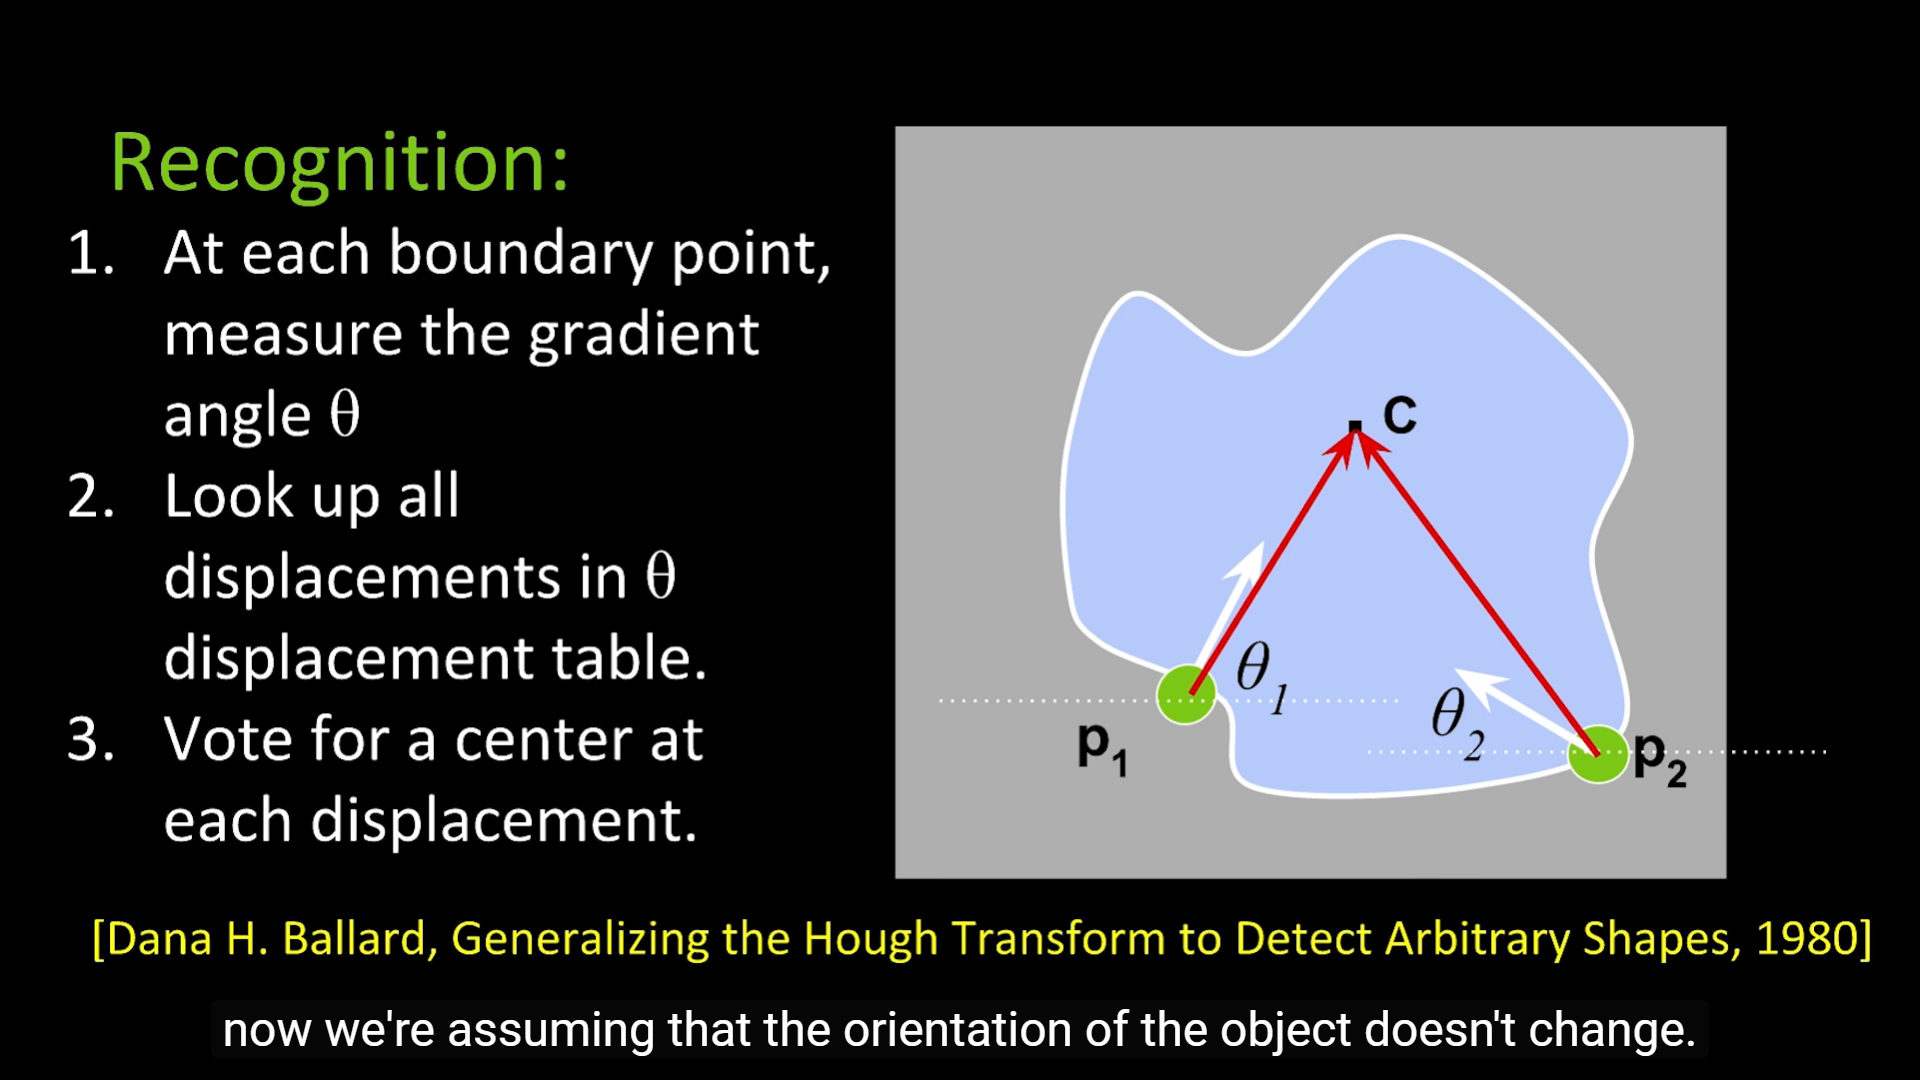 Recognition:
1. At each boundary point,
measure the gradient
angle θ
2. Look up all
displacements in θ
displacement table.
3. Vote for a center at
each displacement.
C
θ1
θ2
p1
p2
[Dana H. Ballard, Generalizing the Hough Transform to Detect Arbitrary Shapes, 1980]
now we're assuming that the orientation of the object doesn't change.